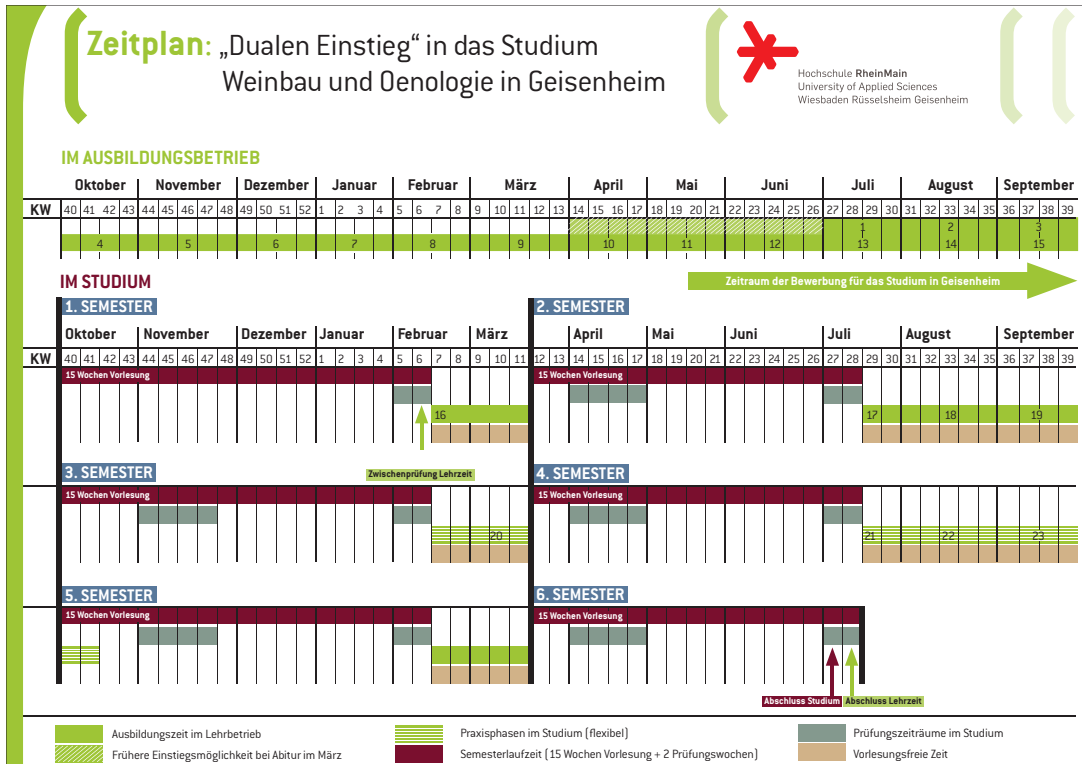 Zeitplan: „Dualen Einstieg“ in das Studium
Weinbau und Oenologie in Geisenheim
Hochschule RheinMain
University of Applied Sciences
Wiesbaden Rüsselsheim Geisenheim
IM AUSBILDUNGSBETRIEB
Oktober November Dezember Januar Februar März April Mai Juni Juli August September
KW 40 41 42 43 44 45 46 47 48 49 50 51 52 1 2 3 4 5 6 7 8 9 10 11 12 13 14 15 16 17 18 19 20 21 22 23 24 25 26 27 28 29 30 31 32 33 34 35 36 37 38 39
1 2 3
4 5 6 7 8 9 10 11 12 13 14 15
IM STUDIUM
Zeitraum der Bewerbung für das Studium in Geisenheim
1. SEMESTER 2. SEMESTER
Oktober November Dezember Januar Februar März April Mai Juni Juli August September
KW 40 41 42 43 44 45 46 47 48 49 50 51 52 1 2 3 4 5 6 7 8 9 10 11 12 13 14 15 16 17 18 19 20 21 22 23 24 25 26 27 28 29 30 31 32 33 34 35 36 37 38 39
15 Wochen Vorlesung 15 Wochen Vorlesung
16 17 18 19
Zwischenprüfung Lehrzeit
3. SEMESTER 4. SEMESTER
15 Wochen Vorlesung 15 Wochen Vorlesung
20 21 22 23
5. SEMESTER 6. SEMESTER
15 Wochen Vorlesung 15 Wochen Vorlesung
Abschluss Studium Abschluss Lehrzeit
Ausbildungszeit im Lehrbetrieb Praxisphasen im Studium (flexibel) Prüfungszeiträume im Studium
Frühere Einstiegsmöglichkeit bei Abitur im März Semesterlaufzeit (15 Wochen Vorlesung + 2 Prüfungswochen) Vorlesungsfreie Zeit